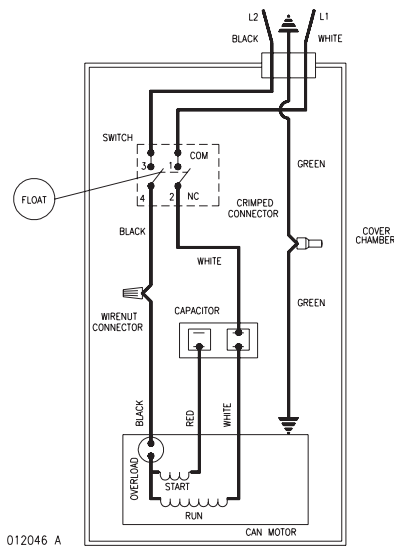 L2
L1
BLACK
WHITE
SWITCH
COM
3
1
FLOAT
4
2
NC
GREEN
CRIMPED
CONNECTOR
COVER
CHAMBER
BLACK
WHITE
WIRENUT
CONNECTOR
CAPACITOR
GREEN
BLACK
RED
WHITE
OVERLOAD
START
RUN
CAN MOTOR
012046 A